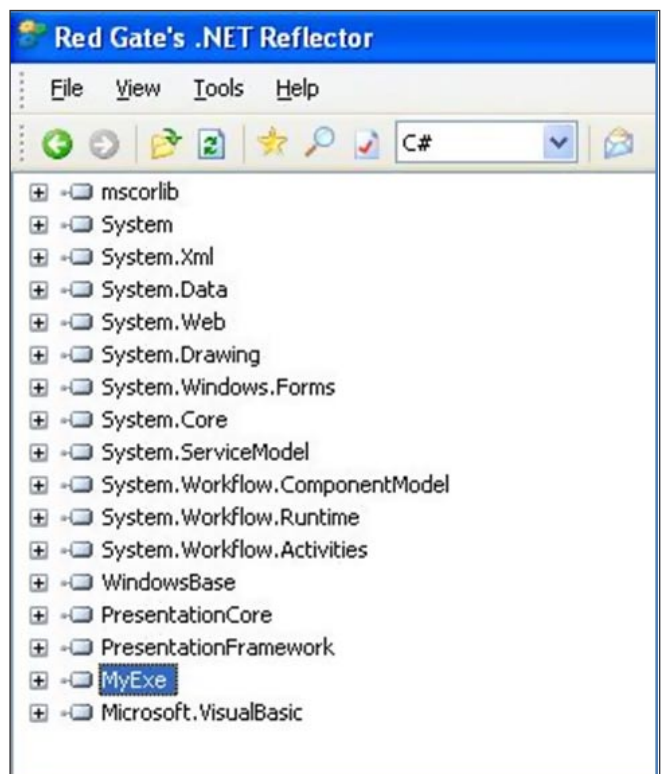 Red Gate's .NET Reflector
File View Tools Help
C#
mscorlib
System
System.Xml
System.Data
System.Web
System.Drawing
System.Windows.Forms
System.Core
System.ServiceModel
System.Workflow.ComponentModel
System.Workflow.Runtime
System.Workflow.Activities
WindowsBase
PresentationCore
PresentationFramework
MyExe
Microsoft.VisualBasic